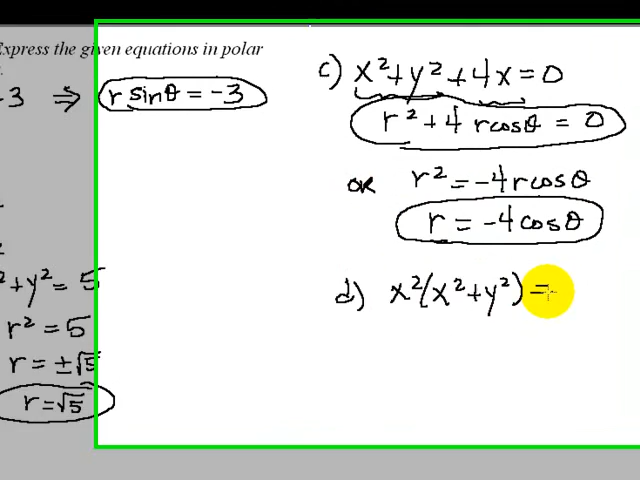 Express the given equations in polar
-3 ⇒ r sinθ = -3
+y² = 5
r² = 5
r = ±√5
r = √5
c) x² + y² + 4x = 0
r² + 4 r cosθ = 0
or r² = -4 r cosθ
r = -4 cosθ
d) x²(x² + y²) =